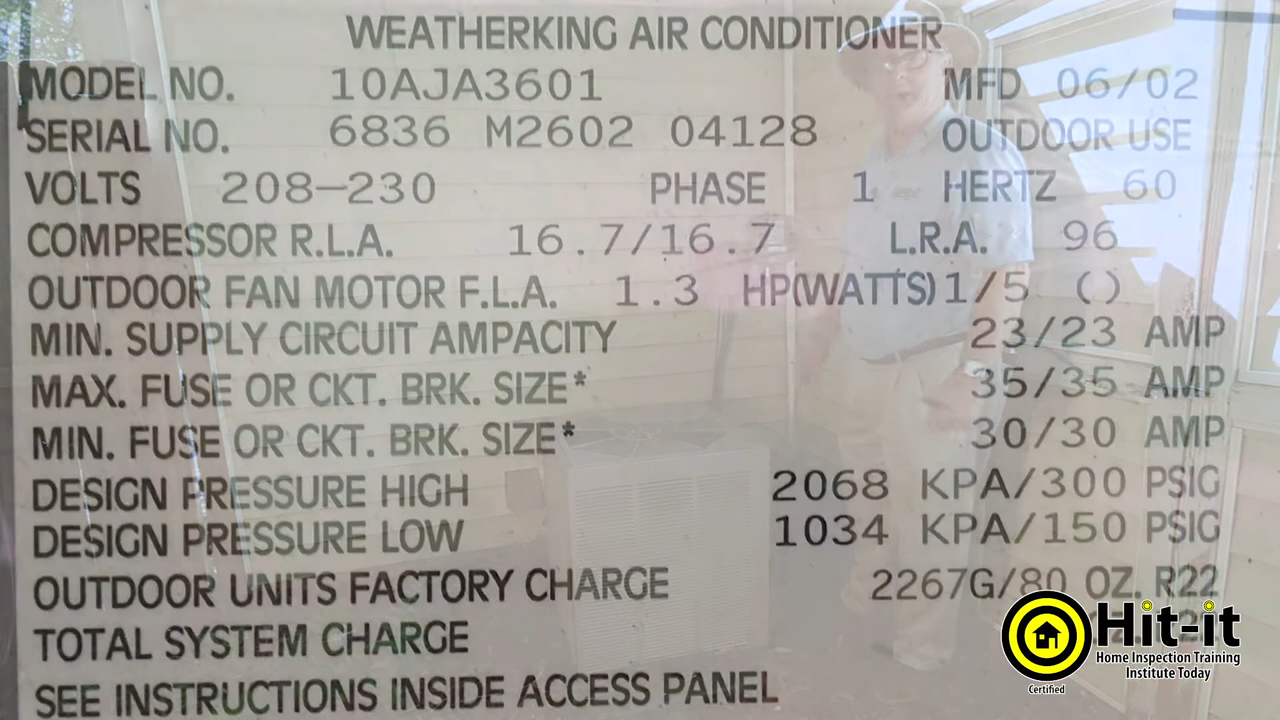 WEATHERKING AIR CONDITIONER
MODEL NO. 10AJA3601 MFD 06/02
SERIAL NO. 6836 M2602 04128 OUTDOOR USE
VOLTS 208-230 PHASE 1 HERTZ 60
COMPRESSOR R.L.A. 16.7/16.7 L.R.A. 96
OUTDOOR FAN MOTOR F.L.A. 1.3 HP(WATTS) 1/5 ()
MIN. SUPPLY CIRCUIT AMPACITY 23/23 AMP
MAX. FUSE OR CKT. BRK. SIZE* 35/35 AMP
MIN. FUSE OR CKT. BRK. SIZE* 30/30 AMP
DESIGN PRESSURE HIGH 2068 KPA/300 PSIG
DESIGN PRESSURE LOW 1034 KPA/150 PSIG
OUTDOOR UNITS FACTORY CHARGE 2267G/80 OZ. R22
TOTAL SYSTEM CHARGE
SEE INSTRUCTIONS INSIDE ACCESS PANEL
Hit-it
Home Inspection Training
Institute Today
Certified